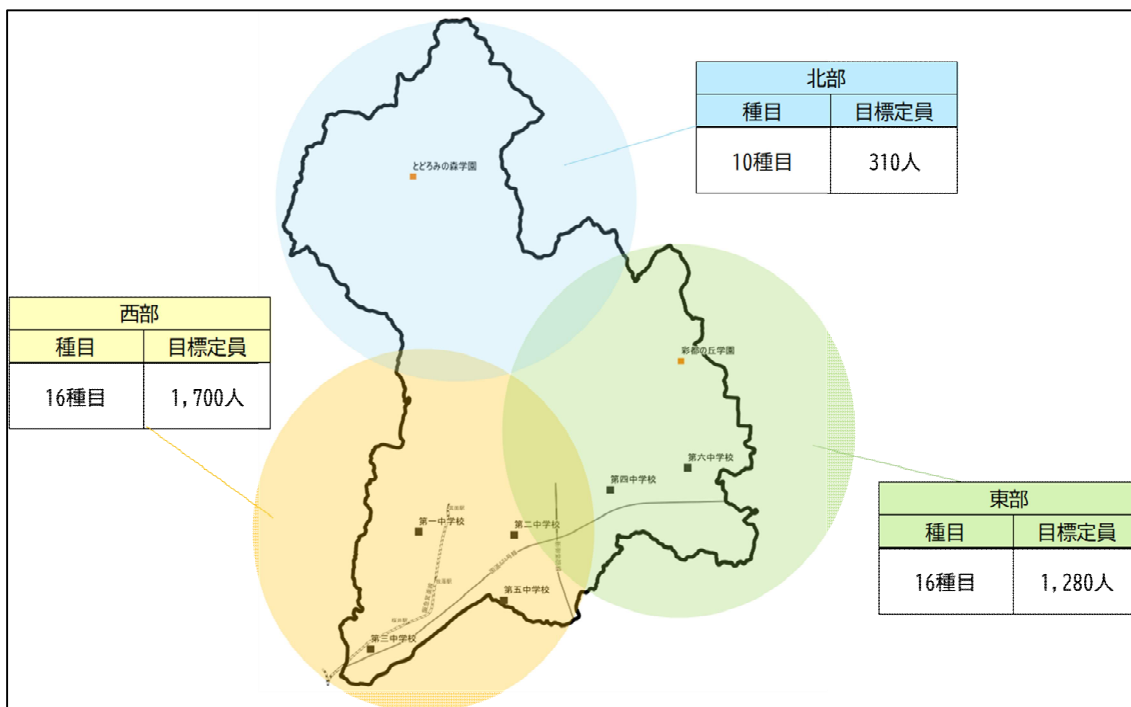 北部
種目 目標定員
10種目 310人
とどろみの森学園
西部
種目 目標定員
16種目 1,700人
彩都の丘学園
第六中学校
第四中学校
第一中学校
第二中学校
第五中学校
第三中学校
東部
種目 目標定員
16種目 1,280人